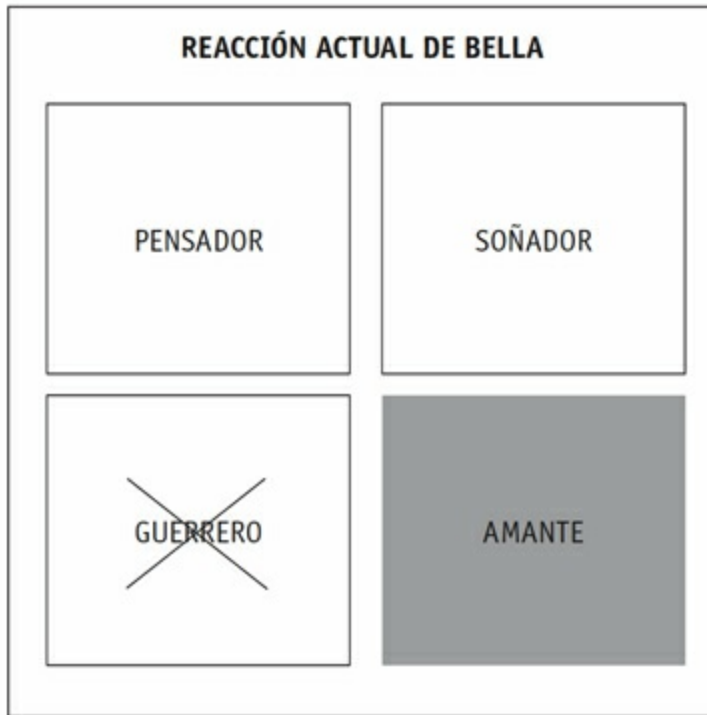 REACCIÓN ACTUAL DE BELLA
PENSADOR
SOÑADOR
GUERRERO
AMANTE